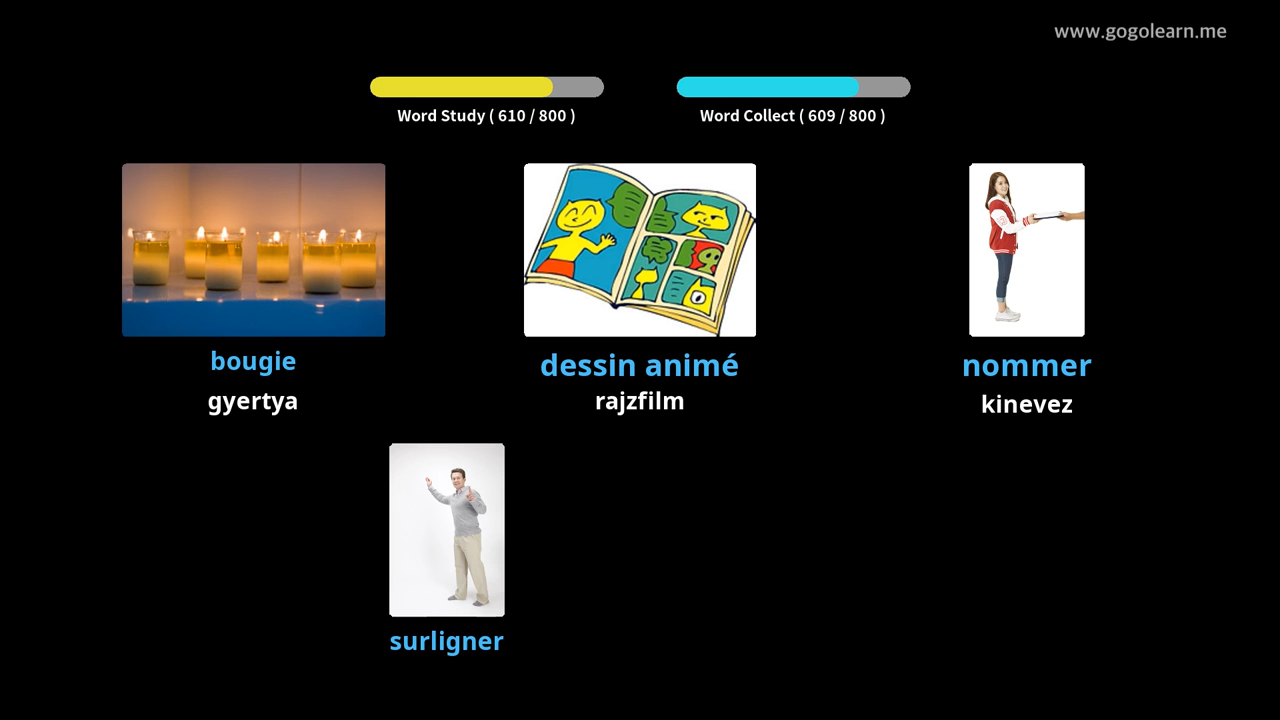 www.gogolearn.me
Word Study ( 610 / 800 )
Word Collect ( 609 / 800 )
bougie
dessin animé
nommer
gyertya
rajzfilm
kinevez
surligner